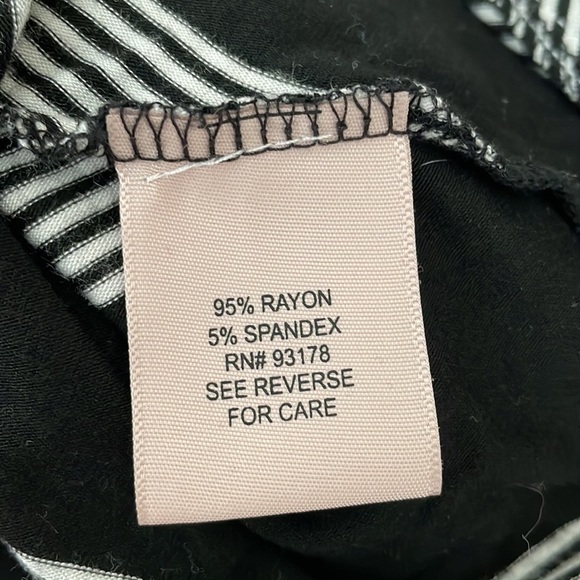 95% RAYON
5% SPANDEX
RN# 93178
SEE REVERSE
FOR CARE